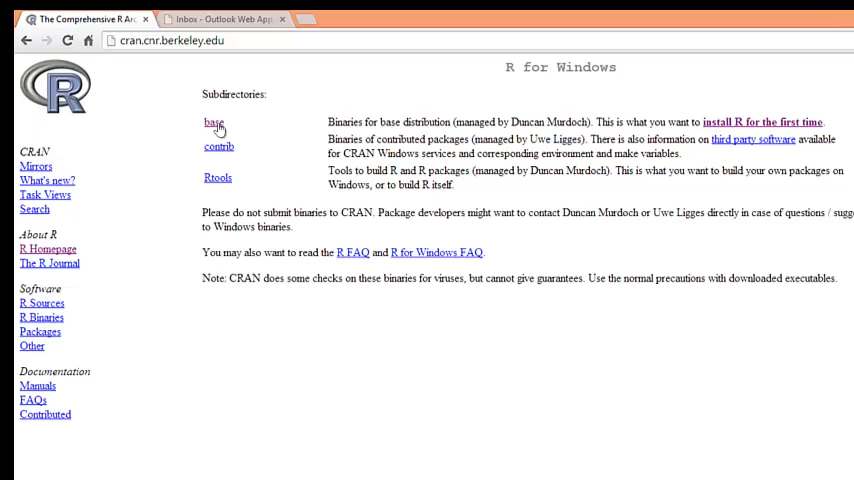 The Comprehensive R Arc
Inbox - Outlook Web App
cran.cnr.berkeley.edu
R
R for Windows
Subdirectories:
base
Binaries for base distribution (managed by Duncan Murdoch). This is what you want to install R for the first time.
contrib
Binaries of contributed packages (managed by Uwe Ligges). There is also information on third party software available
for CRAN Windows services and corresponding environment and make variables.
Rtools
Tools to build R and R packages (managed by Duncan Murdoch). This is what you want to build your own packages on
Windows, or to build R itself.
Please do not submit binaries to CRAN. Package developers might want to contact Duncan Murdoch or Uwe Ligges directly in case of questions / sugge
to Windows binaries.
You may also want to read the R FAQ and R for Windows FAQ.
Note: CRAN does some checks on these binaries for viruses, but cannot give guarantees. Use the normal precautions with downloaded executables.
CRAN
Mirrors
What's new?
Task Views
Search
About R
R Homepage
The R Journal
Software
R Sources
R Binaries
Packages
Other
Documentation
Manuals
FAQs
Contributed